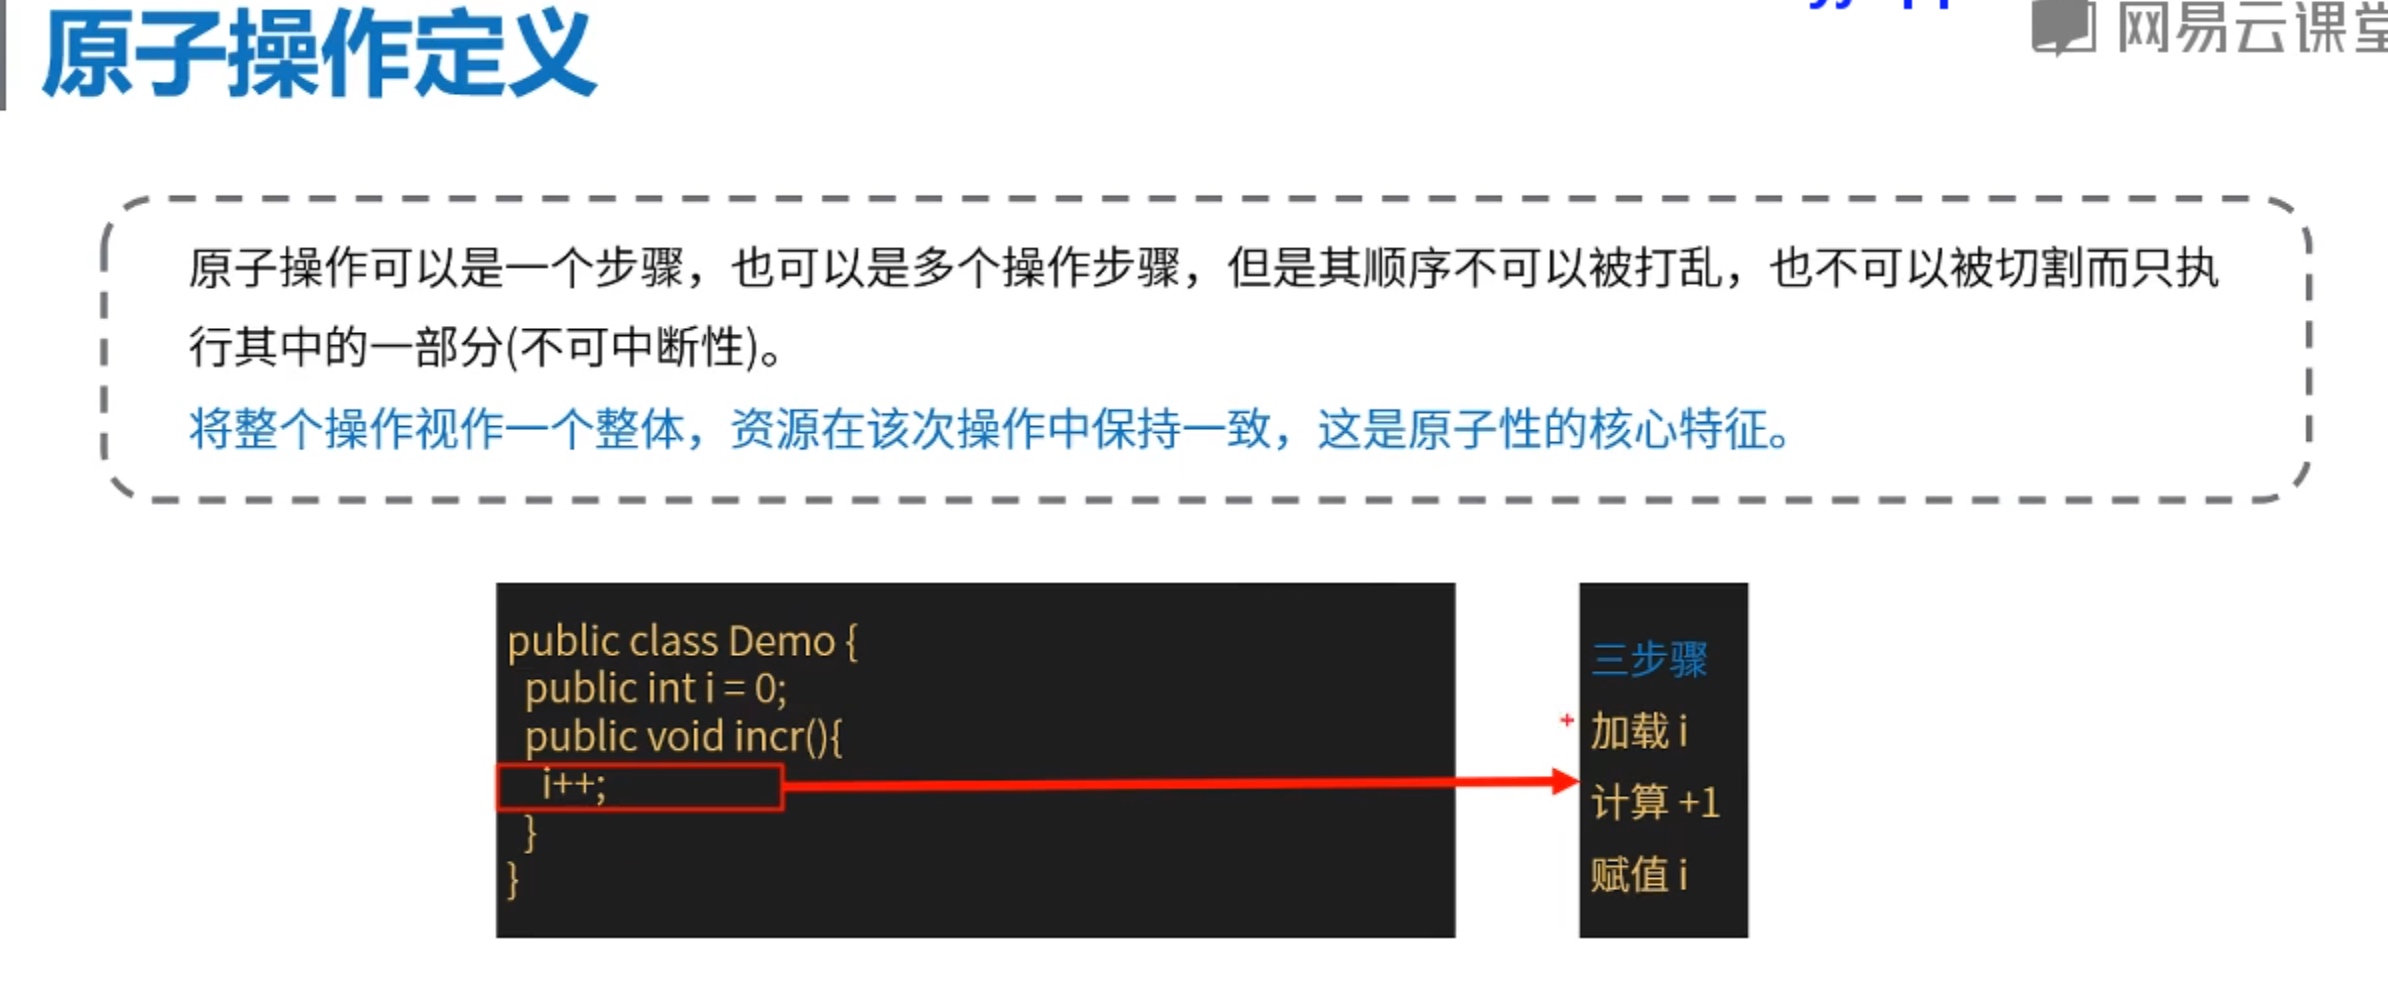 原子操作定义
网易云课堂
原子操作可以是一个步骤，也可以是多个操作步骤，但是其顺序不可以被打乱，也不可以被切割而只执
行其中的一部分(不可中断性)。
将整个操作视作一个整体，资源在该次操作中保持一致，这是原子性的核心特征。
public class Demo {
public int i = 0;
public void incr(){
i++;
}
}
三步骤
加载 i
计算 +1
赋值 i